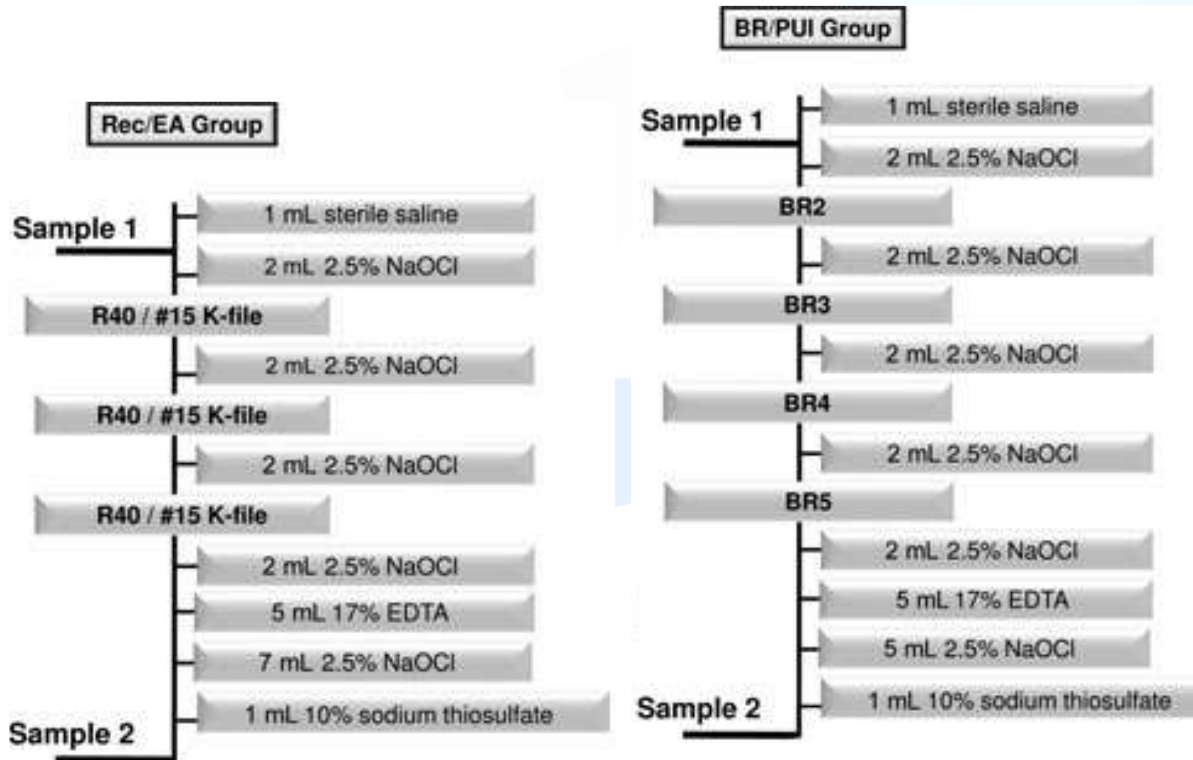 Rec/EA Group
Sample 1
1 mL sterile saline
2 mL 2.5% NaOCl
R40 / #15 K-file
2 mL 2.5% NaOCl
R40 / #15 K-file
2 mL 2.5% NaOCl
R40 / #15 K-file
2 mL 2.5% NaOCl
5 mL 17% EDTA
7 mL 2.5% NaOCl
1 mL 10% sodium thiosulfate
Sample 2
BR/PUI Group
Sample 1
1 mL sterile saline
2 mL 2.5% NaOCl
BR2
2 mL 2.5% NaOCl
BR3
2 mL 2.5% NaOCl
BR4
2 mL 2.5% NaOCl
BR5
2 mL 2.5% NaOCl
5 mL 17% EDTA
5 mL 2.5% NaOCl
1 mL 10% sodium thiosulfate
Sample 2